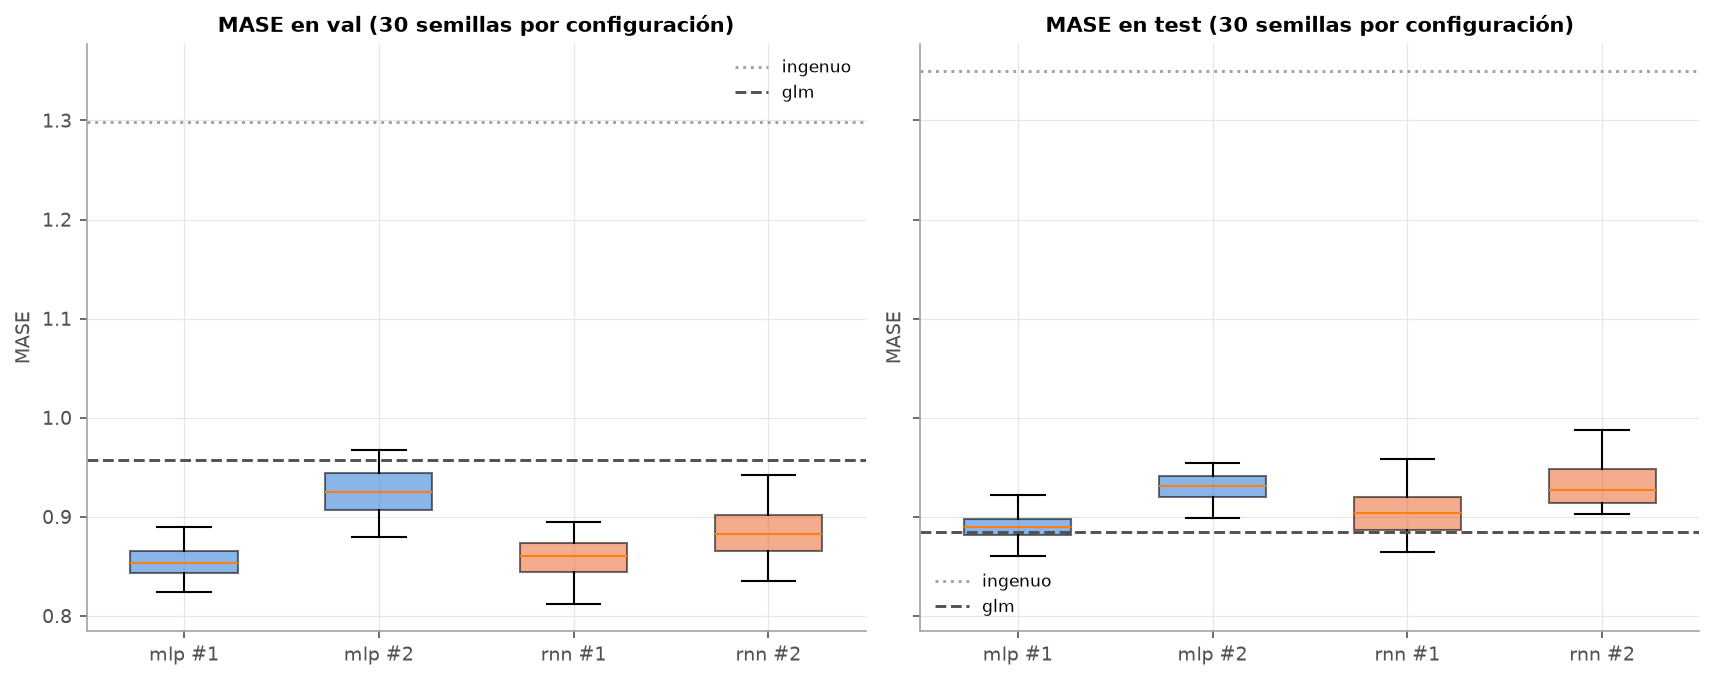 MASE en val (30 semillas por configuración)
ingenuo
glm
1.3
1.2
1.1
1.0
0.9
0.8
MASE
mlp #1
mlp #2
rnn #1
rnn #2
MASE en test (30 semillas por configuración)
MASE
ingenuo
glm
mlp #1
mlp #2
rnn #1
rnn #2